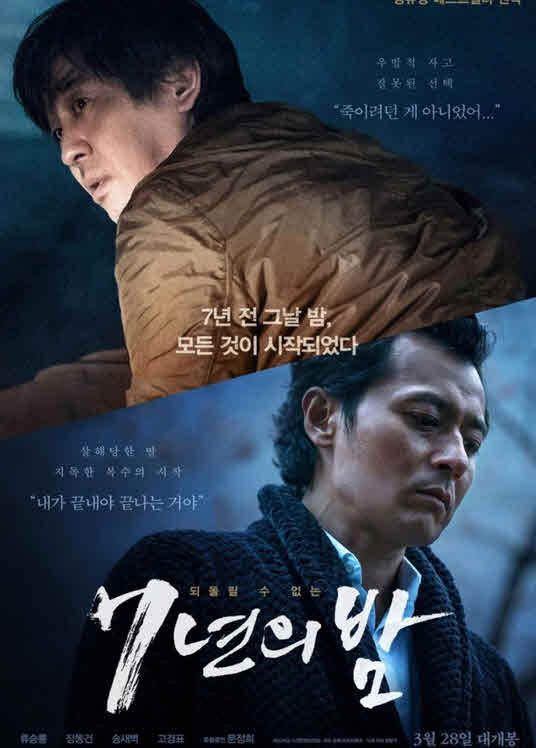 우발적 사고
잘못된 선택
“죽이려던 게 아니었어...”
7년 전 그날 밤,
모든 것이 시작되었다
살해당한 딸
지독한 복수의 시작
“내가 끝내야 끝나는 거야”
되돌릴 수 없는
7년의 밤
류승룡 장동건 송새벽 고경표 문정희
3월 28일 대개봉